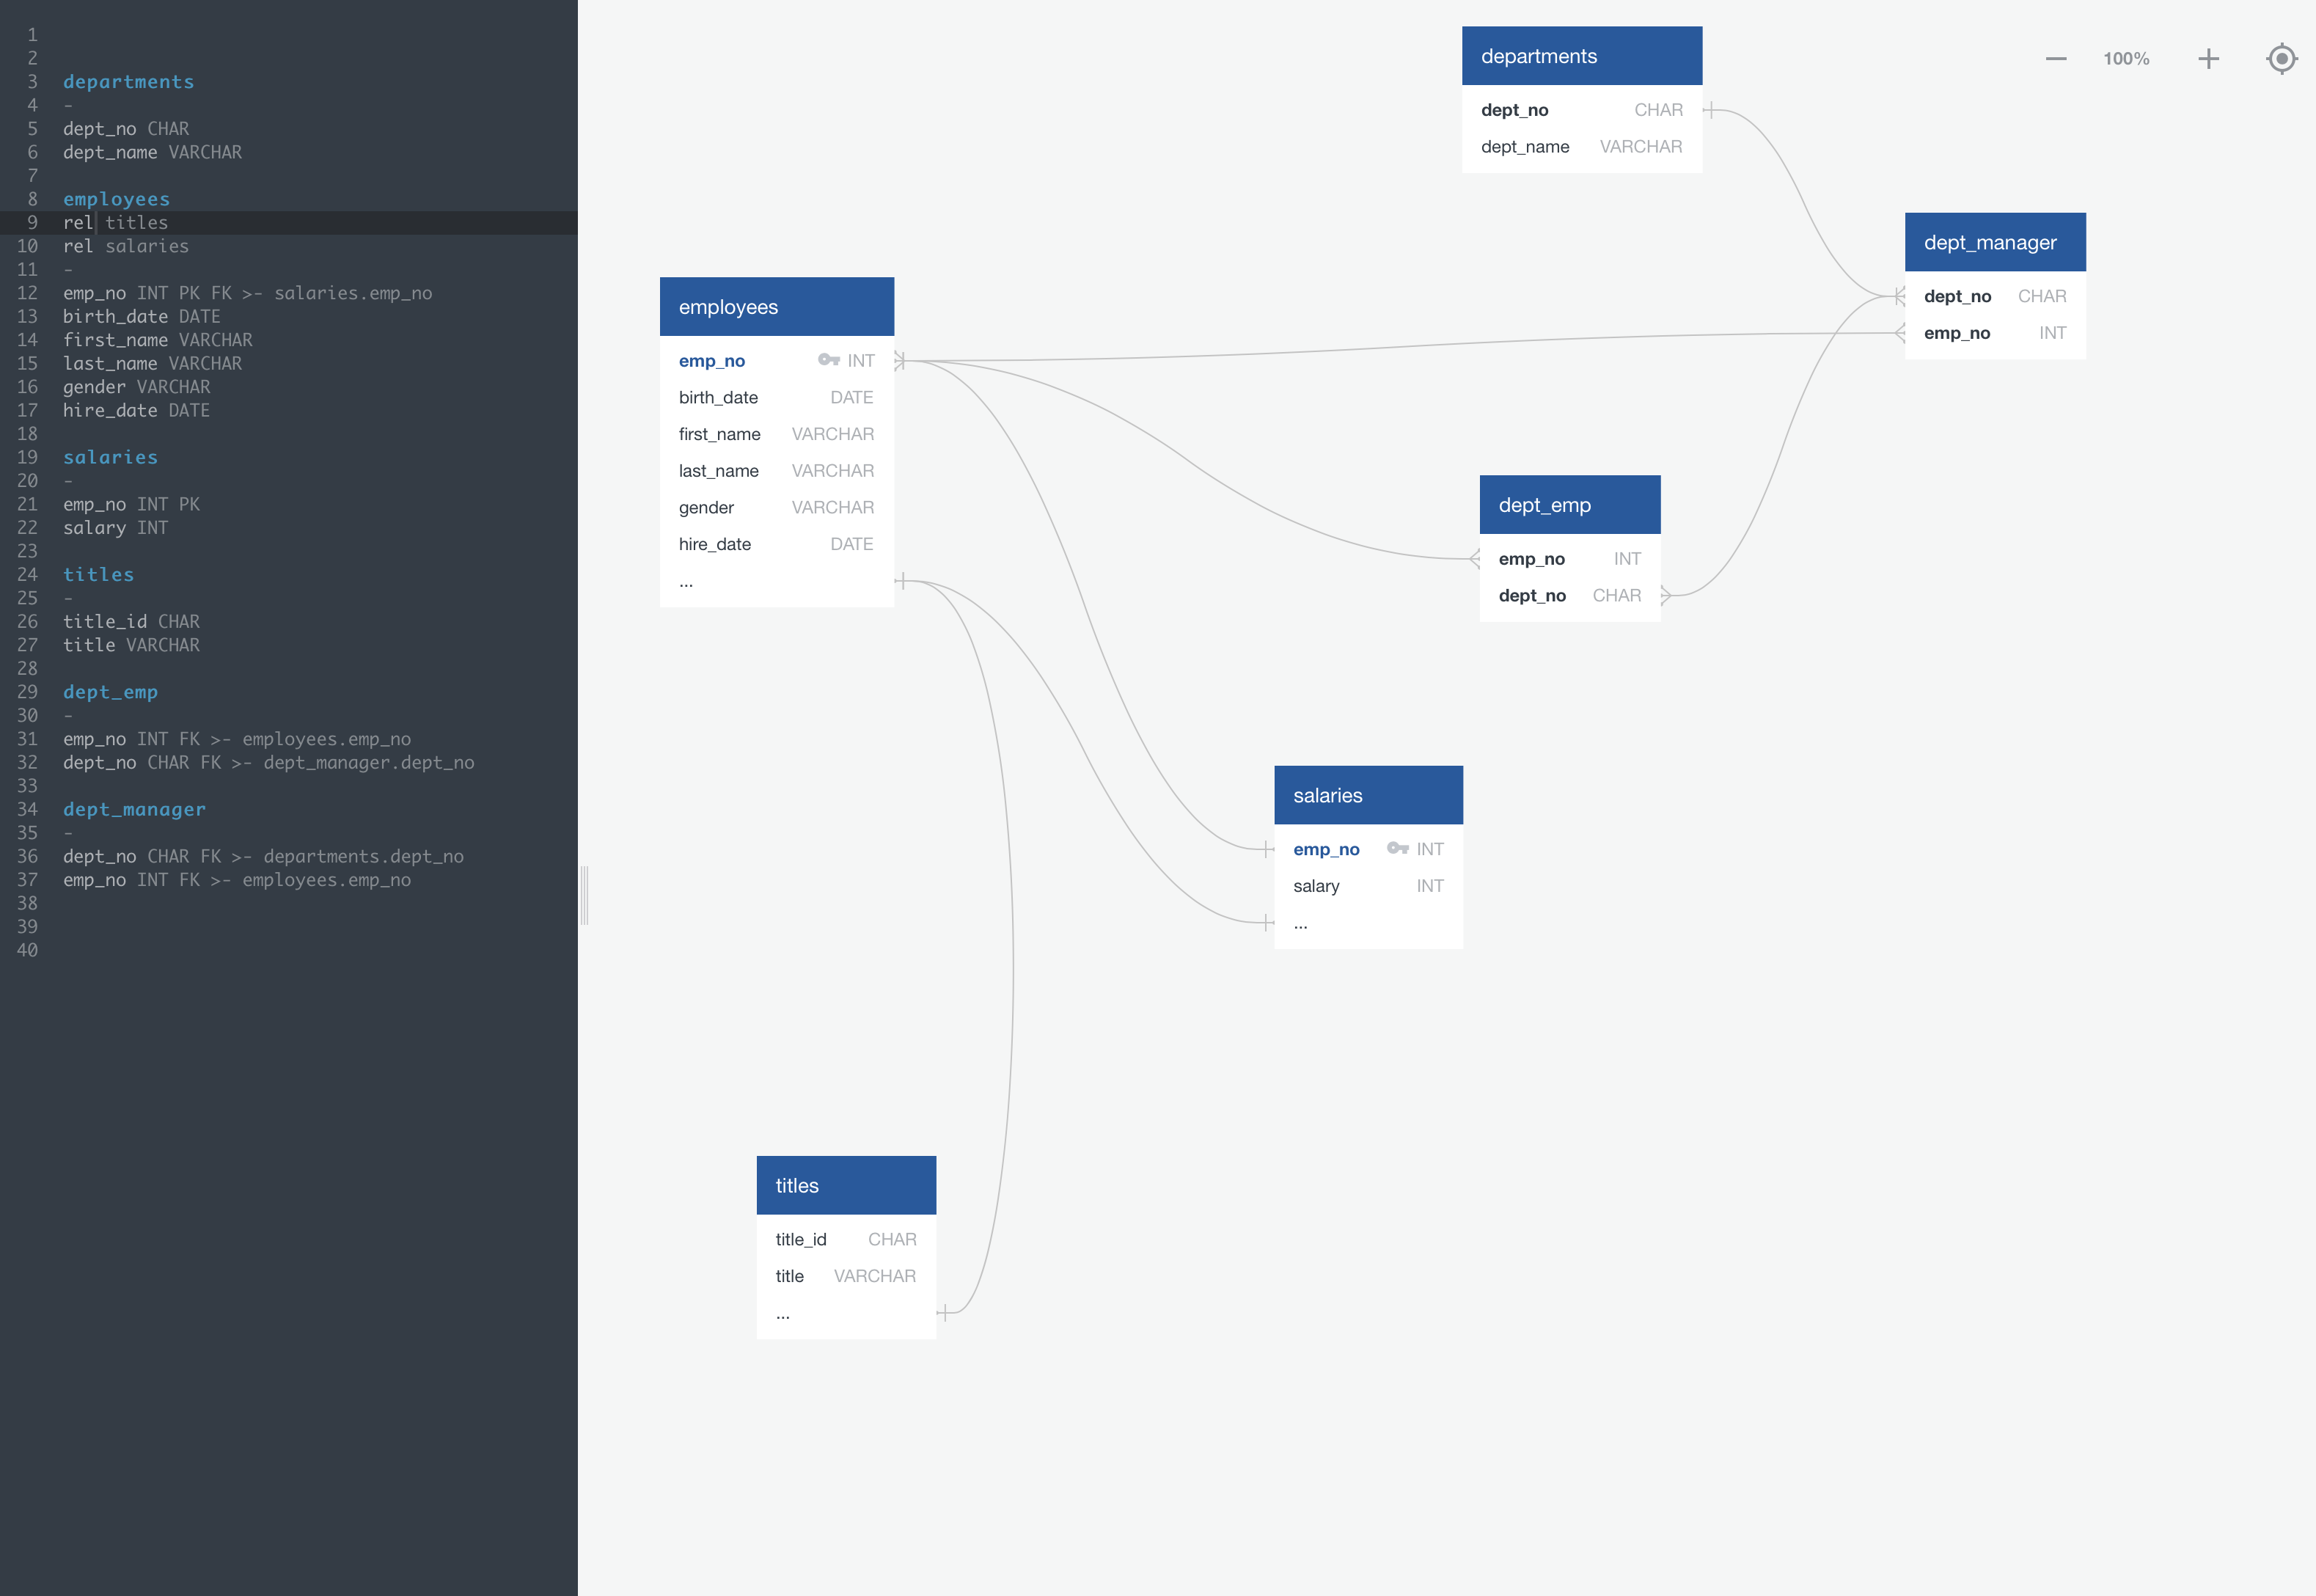 1
2
3 departments
4 -
5 dept_no CHAR
6 dept_name VARCHAR
7
8 employees
9 rel titles
10 rel salaries
11 -
12 emp_no INT PK FK >- salaries.emp_no
13 birth_date DATE
14 first_name VARCHAR
15 last_name VARCHAR
16 gender VARCHAR
17 hire_date DATE
18
19 salaries
20 -
21 emp_no INT PK
22 salary INT
23
24 titles
25 -
26 title_id CHAR
27 title VARCHAR
28
29 dept_emp
30 -
31 emp_no INT FK >- employees.emp_no
32 dept_no CHAR FK >- dept_manager.dept_no
33
34 dept_manager
35 -
36 dept_no CHAR FK >- departments.dept_no
37 emp_no INT FK >- employees.emp_no
38
39
40
departments
dept_no CHAR
dept_name VARCHAR
100%
dept_manager
dept_no CHAR
emp_no INT
employees
emp_no INT
birth_date DATE
first_name VARCHAR
last_name VARCHAR
gender VARCHAR
hire_date DATE
...
dept_emp
emp_no INT
dept_no CHAR
salaries
emp_no INT
salary INT
...
titles
title_id CHAR
title VARCHAR
...